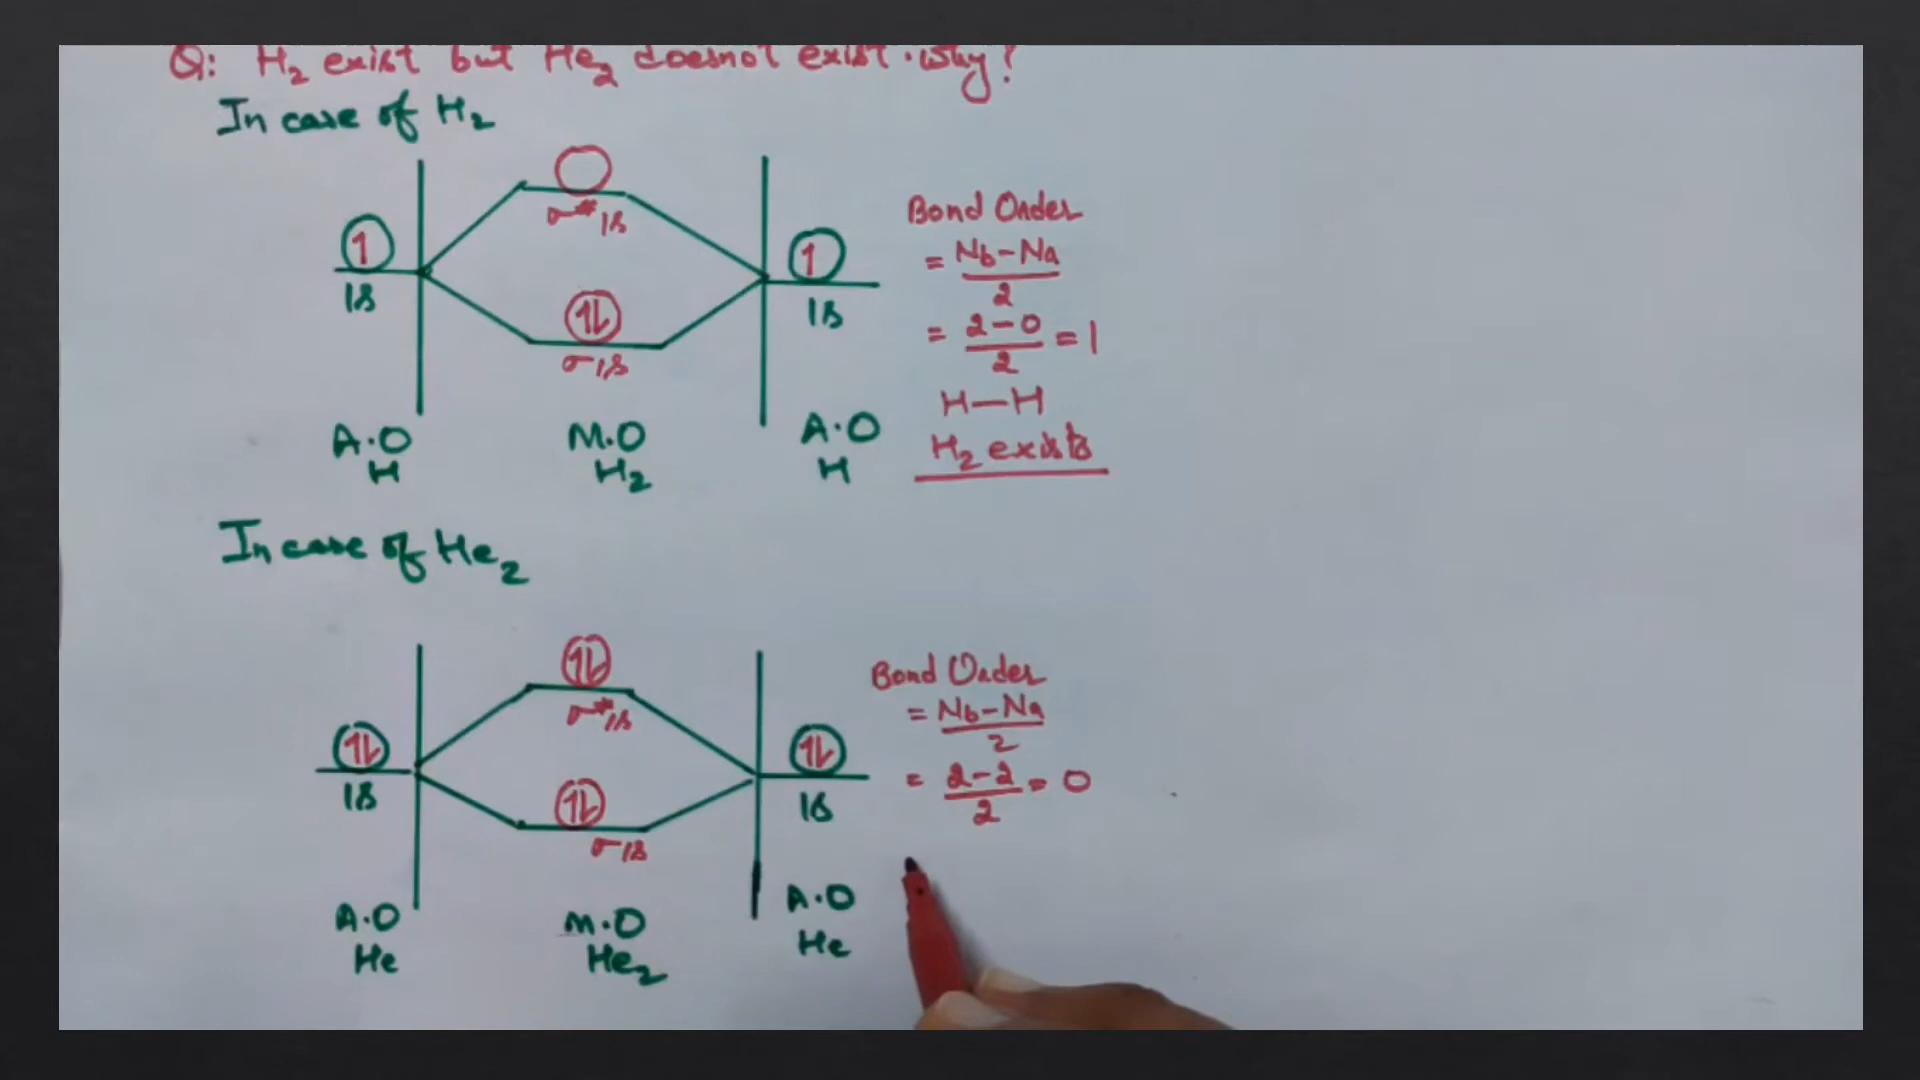 Q: H₂ exist but He₂ doesnot exist. Why?
In case of H₂
σ*1s
1 1
1s 1s
1L
σ1s
A.O M.O A.O
H H₂ H
Bond Order
= Nb-Na
2
= 2-0 = 1
2
H—H
H₂ exists
In case of He₂
1L
σ*1s
1L 1L
1s 1s
1L
σ1s
A.O M.O A.O
He He₂ He
Bond Order
= Nb-Na
2
= 2-2 = 0
2